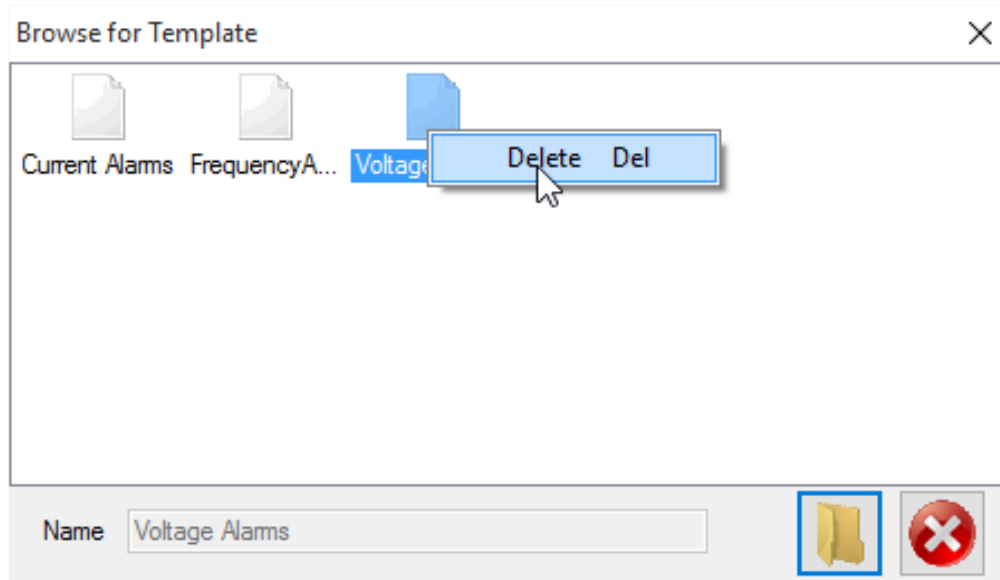 Browse for Template
Current Alarms FrequencyA... Voltage
Delete Del
Name Voltage Alarms